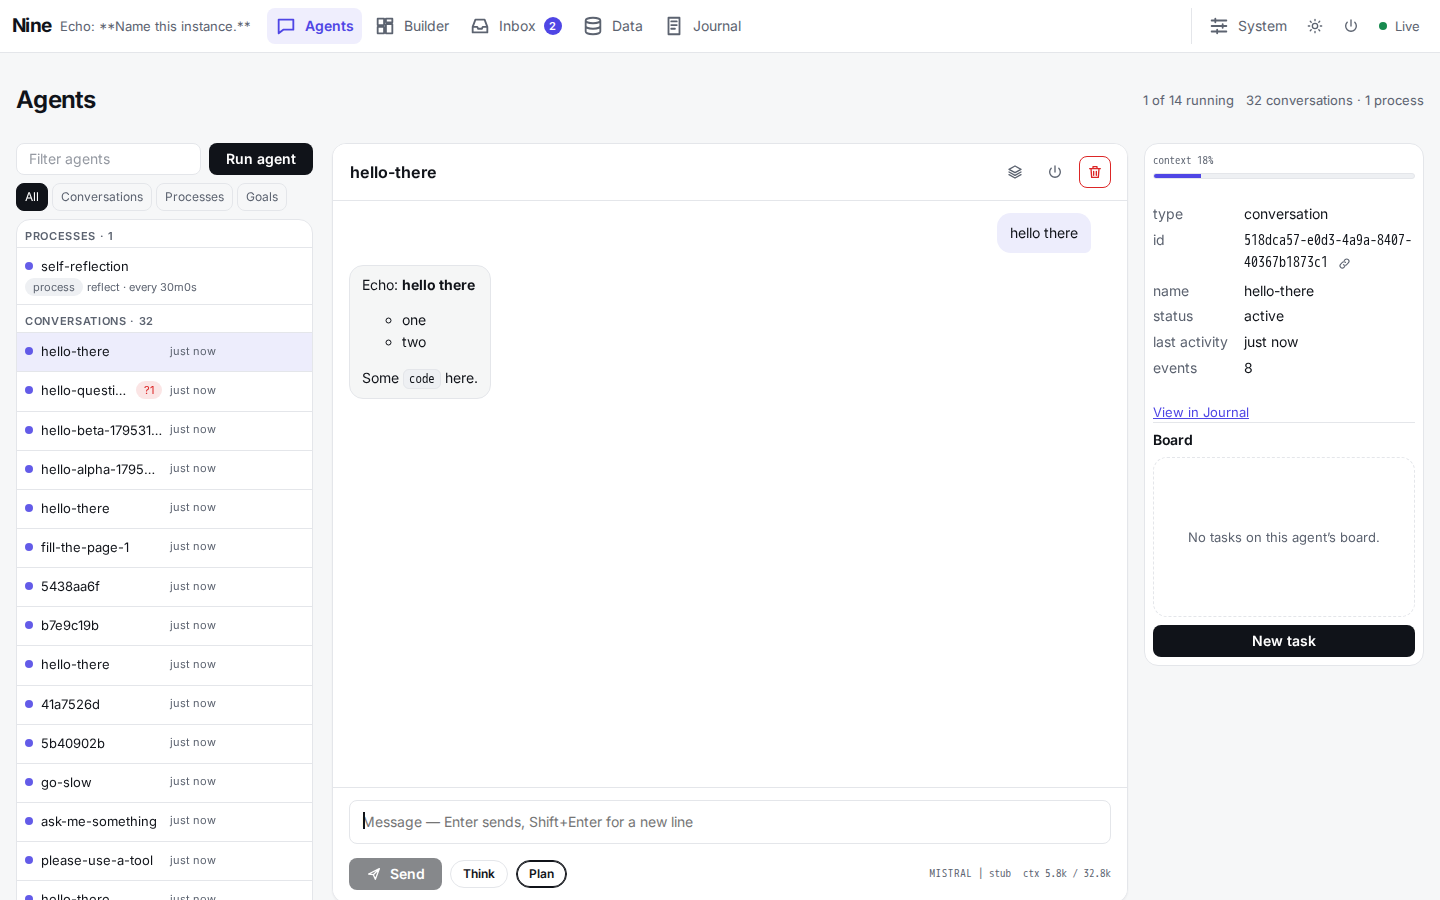 Nine Echo: **Name this instance.** Agents Builder Inbox 2 Data Journal System Live
Agents
1 of 14 running 32 conversations · 1 process
Filter agents Run agent
All Conversations Processes Goals
PROCESSES · 1
self-reflection
process reflect · every 30m0s
CONVERSATIONS · 32
hello-there just now
hello-questi... ?1 just now
hello-beta-179531... just now
hello-alpha-1795... just now
hello-there just now
fill-the-page-1 just now
5438aa6f just now
b7e9c19b just now
hello-there just now
41a7526d just now
5b40902b just now
go-slow just now
ask-me-something just now
please-use-a-tool just now
hello-there just now
hello-there
hello there
Echo: hello there
one
two
Some code here.
Message — Enter sends, Shift+Enter for a new line
Send Think Plan
MISTRAL | stub ctx 5.8k / 32.8k
context 18%
type conversation
id 518dca57-e0d3-4a9a-8407-
40367b1873c1
name hello-there
status active
last activity just now
events 8
View in Journal
Board
No tasks on this agent's board.
New task